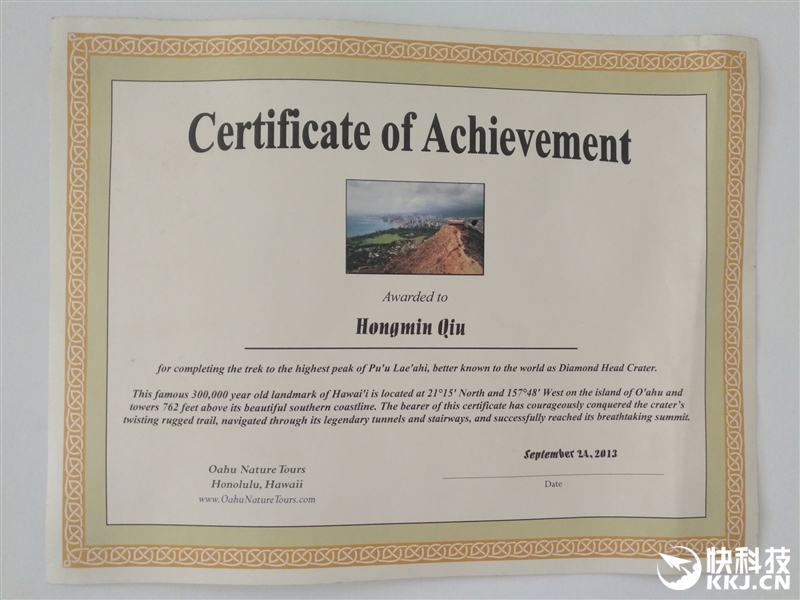 Certificate of Achievement
Awarded to
Hongmin Qiu
for completing the trek to the highest peak of Pu'u Lae'ahi, better known to the world as Diamond Head Crater.
This famous 300,000 year old landmark of Hawai'i is located at 21°15' North and 157°48' West on the island of O'ahu and
towers 762 feet above its beautiful southern coastline. The bearer of this certificate has courageously conquered the crater's
twisting rugged trail, navigated through its legendary tunnels and stairways, and successfully reached its breathtaking summit.
September 24, 2013
Date
Oahu Nature Tours
Honolulu, Hawaii
www.OahuNatureTours.com
快科技
KKJ.CN